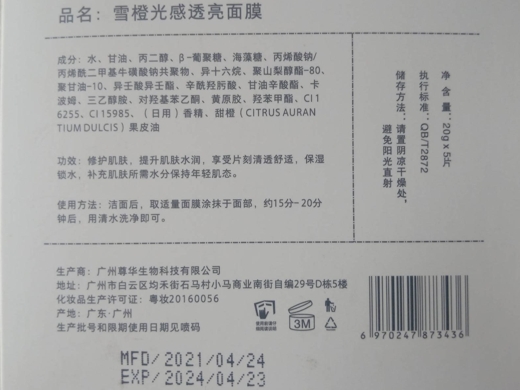 品名：雪橙光感透亮面膜
成分：水、甘油、丙二醇、β-葡聚糖、海藻糖、丙烯酸钠/
丙烯酰二甲基牛磺酸钠共聚物、异十六烷、聚山梨醇酯-80、
聚甘油-10、异壬酸异壬酯、辛酰羟肟酸、甘油辛酸酯、卡
波姆、三乙醇胺、对羟基苯乙酮、黄原胶、羟苯甲酯、CI 1
6255、CI 15985、（日用）香精、甜橙（CITRUS AURAN
TIUM DULCIS）果皮油
功效：修护肌肤，提升肌肤水润，享受片刻清透舒适，保湿
锁水，补充肌肤所需水分保持年轻肌态。
使用方法：洁面后，取适量面膜涂抹于面部，约15分-20分
钟后，用清水洗净即可。
净含量：20g×5片
执行标准：QB/T2872
储存方法：请置阴凉干燥处，
避免阳光直射
生产商：广州尊华生物科技有限公司
地址：广州市白云区均禾街石马村小马商业南街自编29号D栋5楼
化妆品生产许可证：粤妆20160056
产地：广东·广州
生产批号和限期使用日期见喷码
3M
6970247873436
MFD/2021/04/24
EXP/2024/04/23